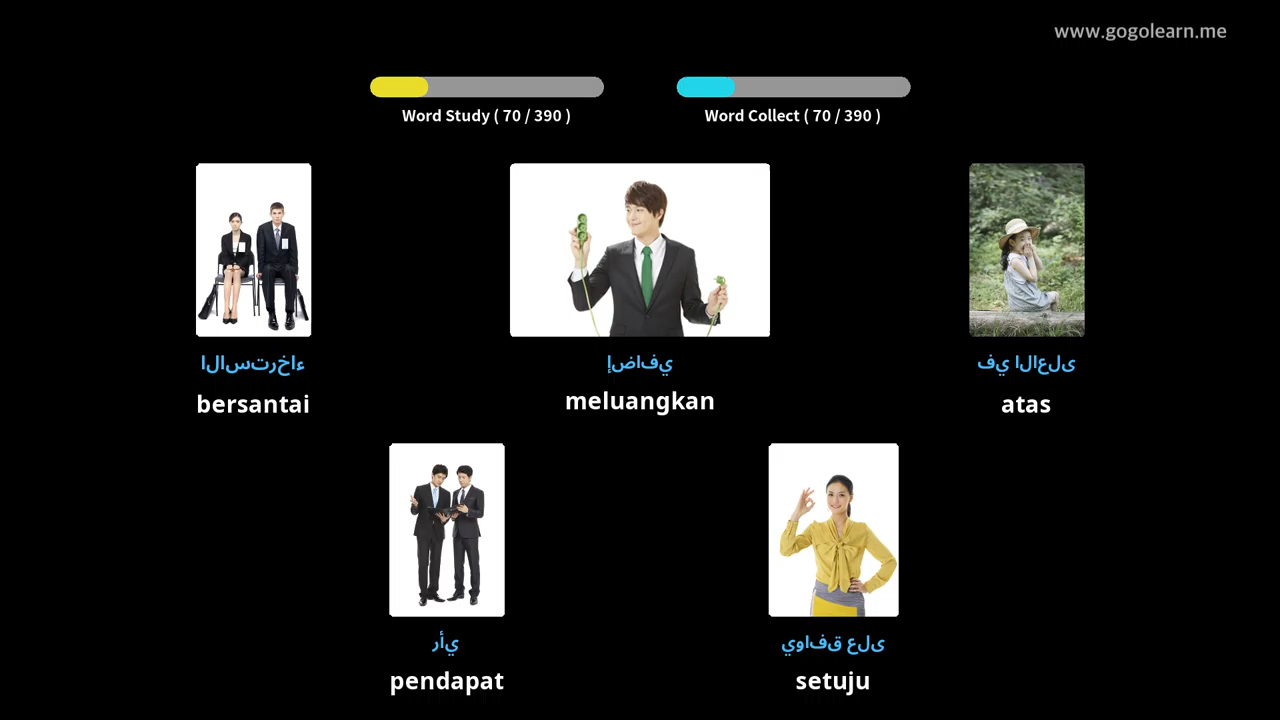 www.gogolearn.me
Word Study ( 70 / 390 )
Word Collect ( 70 / 390 )
الاسترخاء
إضافي
في الاعلى
bersantai
meluangkan
atas
رأي
يوافق على
pendapat
setuju